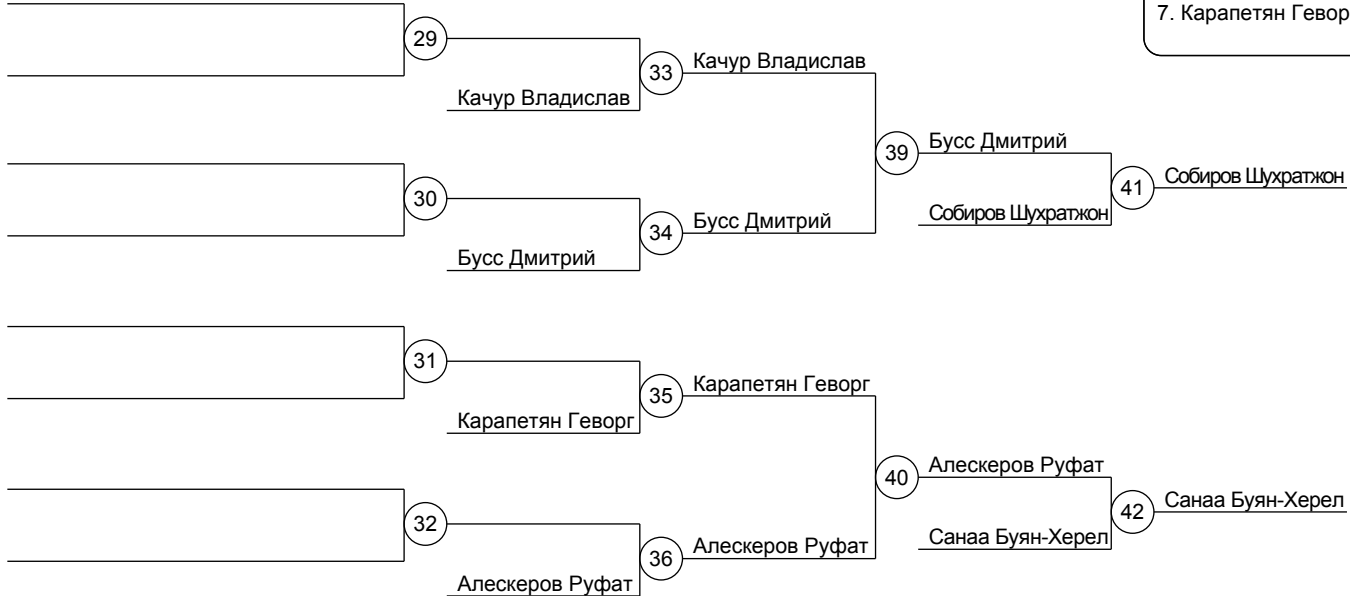 7. Карапетян Гевор
29
33
Качур Владислав
Качур Владислав
39
Бусс Дмитрий
41
Собиров Шухратжон
30
34
Бусс Дмитрий
Собиров Шухратжон
Бусс Дмитрий
31
35
Карапетян Геворг
Карапетян Геворг
40
Алескеров Руфат
42
Санаа Буян-Херел
32
36
Алескеров Руфат
Санаа Буян-Херел
Алескеров Руфат